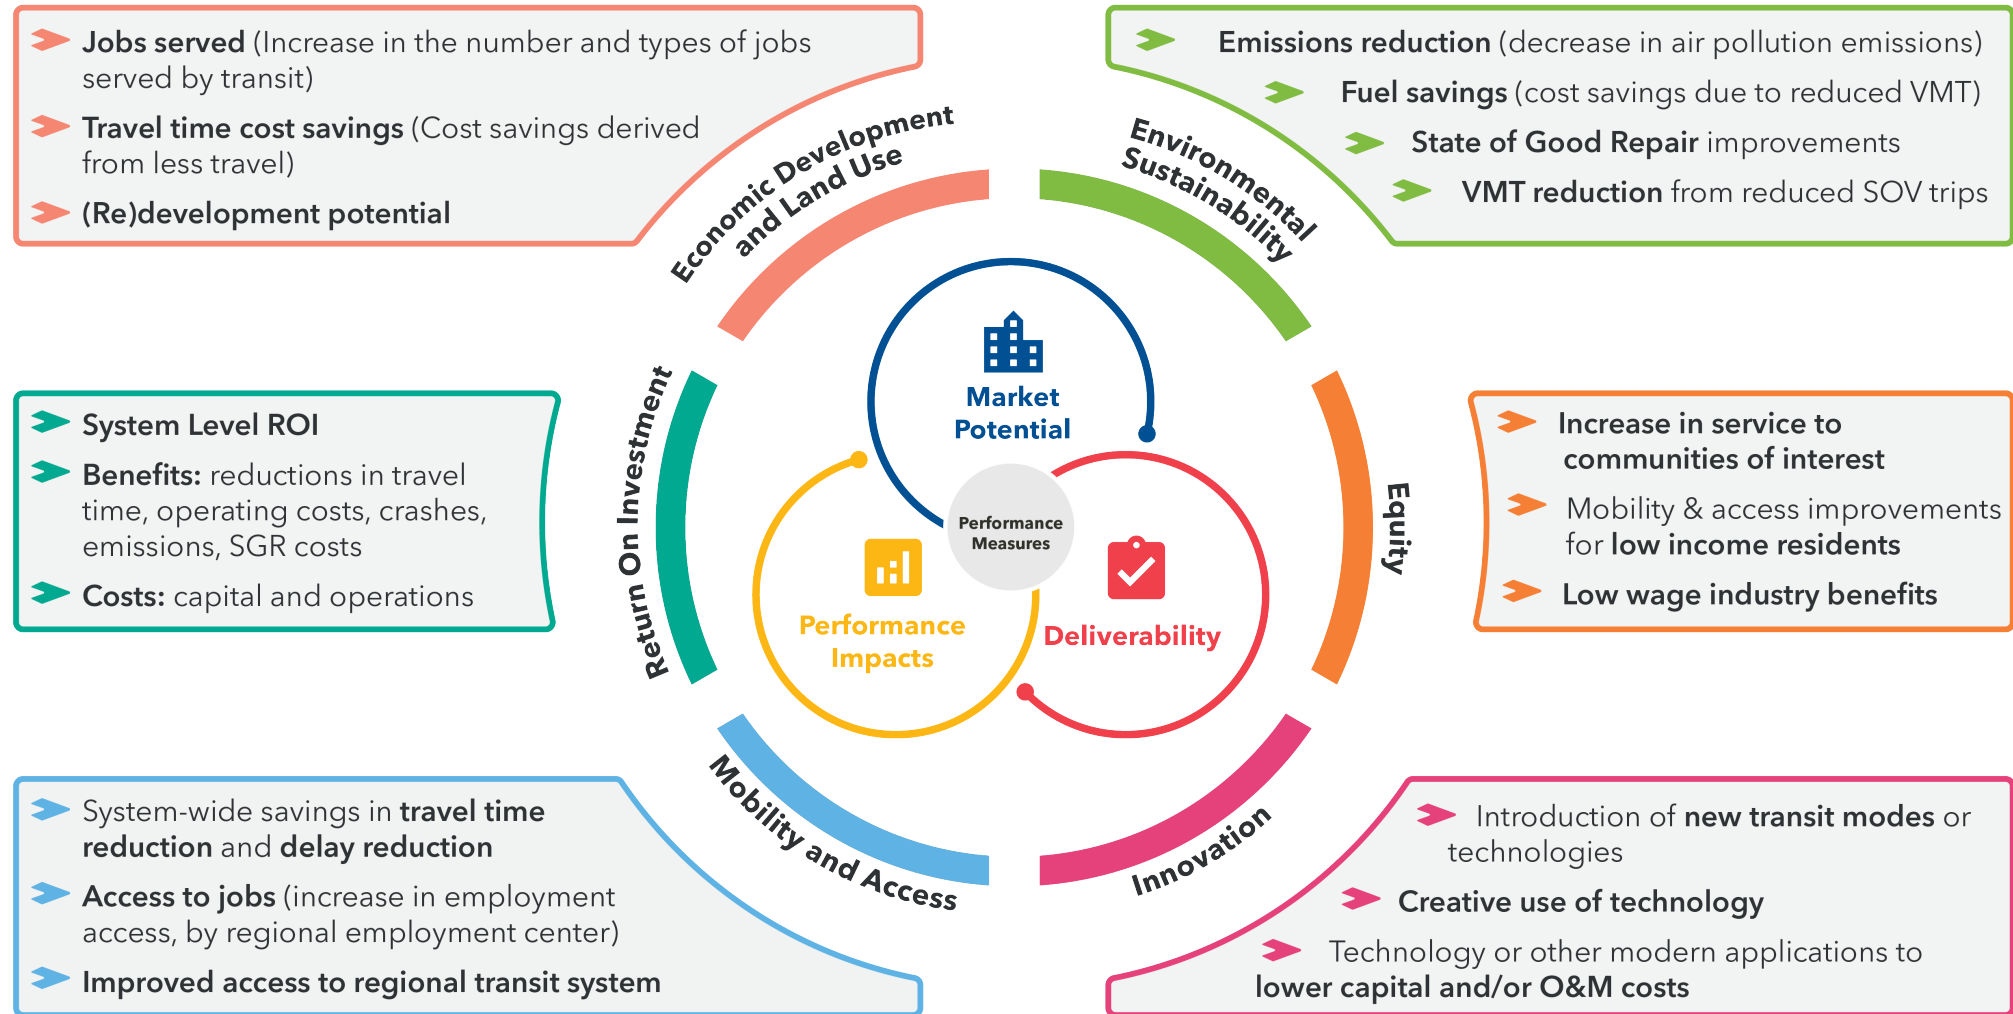 Jobs served (Increase in the number and types of jobs
served by transit)
Travel time cost savings (Cost savings derived
from less travel)
(Re)development potential
Economic Development
and Land Use
Emissions reduction (decrease in air pollution emissions)
Fuel savings (cost savings due to reduced VMT)
State of Good Repair improvements
VMT reduction from reduced SOV trips
Environmental
Sustainability
System Level ROI
Benefits: reductions in travel
time, operating costs, crashes,
emissions, SGR costs
Costs: capital and operations
Return On Investment
Market
Potential
Performance
Measures
Performance
Impacts
Deliverability
Equity
Increase in service to
communities of interest
Mobility & access improvements
for low income residents
Low wage industry benefits
System-wide savings in travel time
reduction and delay reduction
Access to jobs (increase in employment
access, by regional employment center)
Improved access to regional transit system
Mobility and Access
Innovation
Introduction of new transit modes or
technologies
Creative use of technology
Technology or other modern applications to
lower capital and/or O&M costs